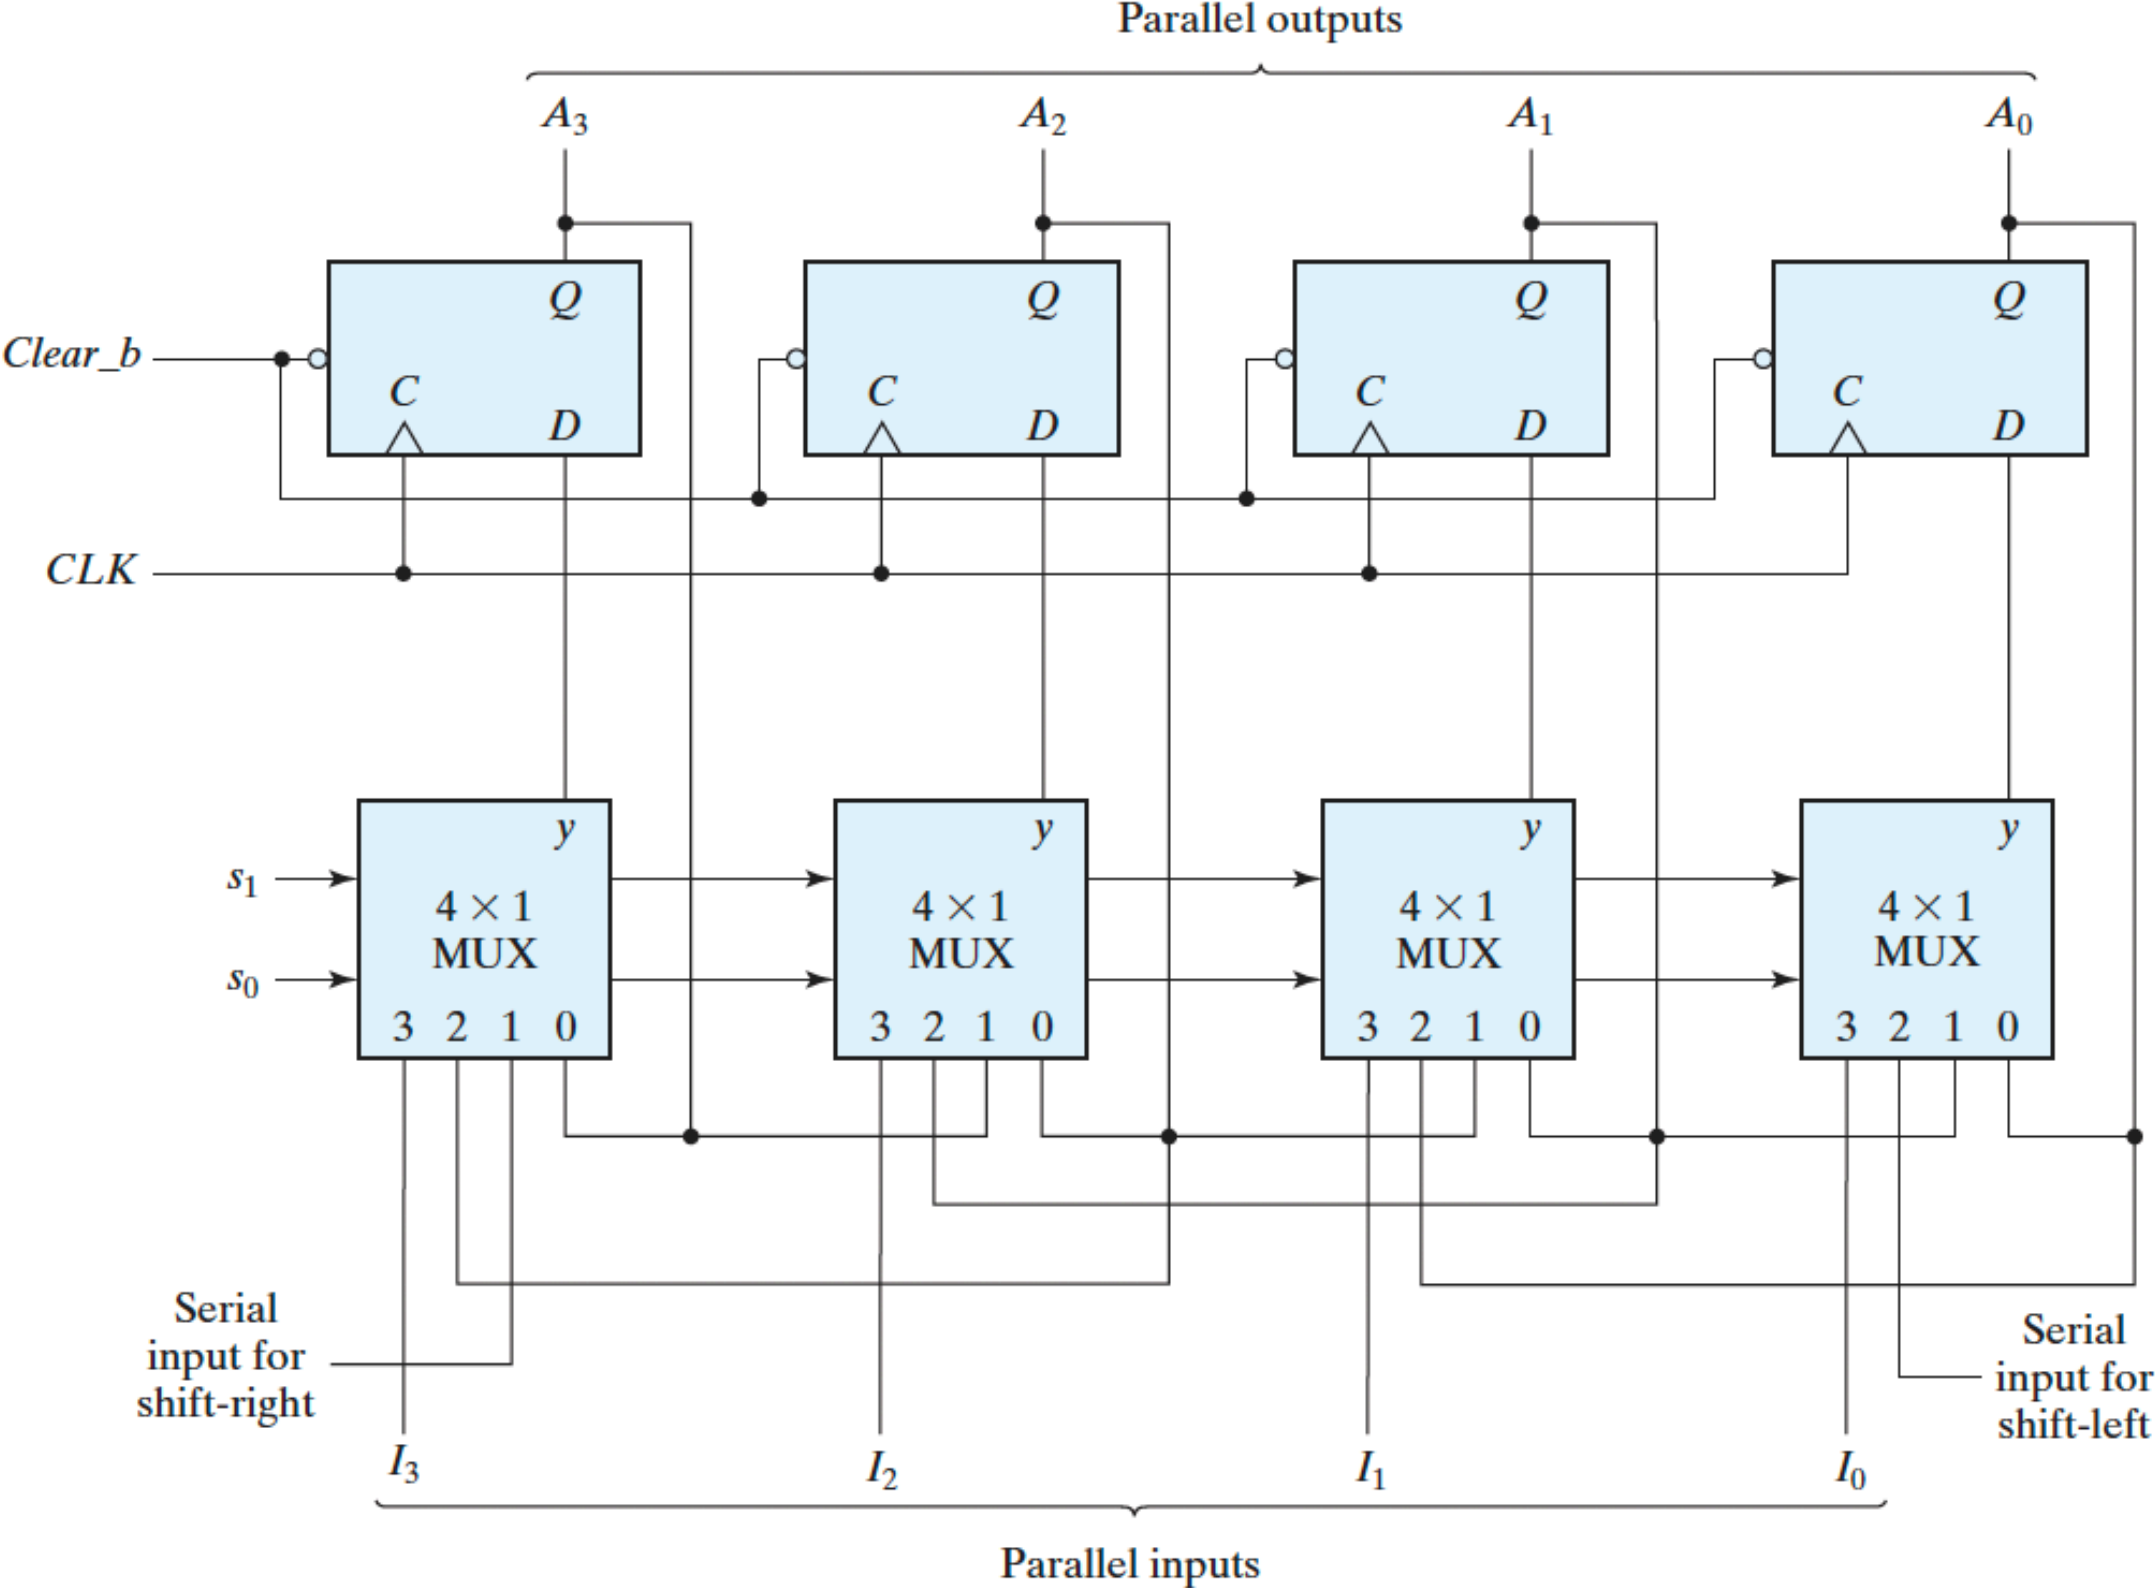 Parallel outputs
A3 A2 A1 A0
Q Q Q Q
Clear_b
C C C C
D D D D
CLK
y y y y
s1
4 × 1 4 × 1 4 × 1 4 × 1
MUX MUX MUX MUX
s0
3 2 1 0 3 2 1 0 3 2 1 0 3 2 1 0
Serial
input for
shift-right
Serial
input for
shift-left
I3 I2 I1 I0
Parallel inputs